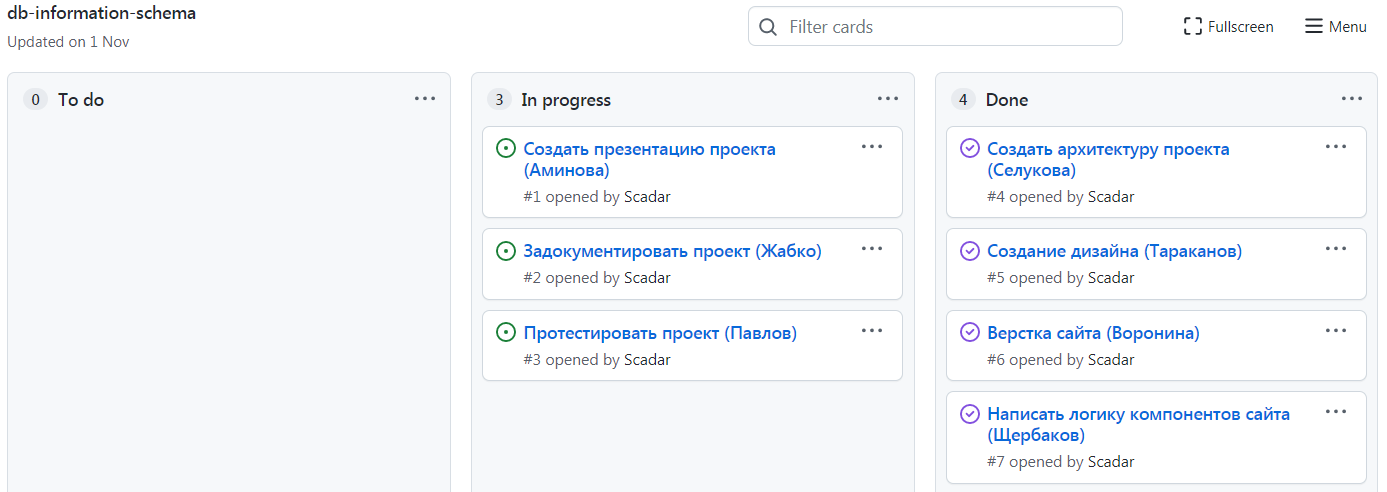 db-information-schema
Updated on 1 Nov
Filter cards
Fullscreen
Menu
0 To do
3 In progress
Создать презентацию проекта
(Аминова)
#1 opened by Scadar
Задокументировать проект (Жабко)
#2 opened by Scadar
Протестировать проект (Павлов)
#3 opened by Scadar
4 Done
Создать архитектуру проекта
(Селукова)
#4 opened by Scadar
Создание дизайна (Тараканов)
#5 opened by Scadar
Верстка сайта (Воронина)
#6 opened by Scadar
Написать логику компонентов сайта
(Щербаков)
#7 opened by Scadar